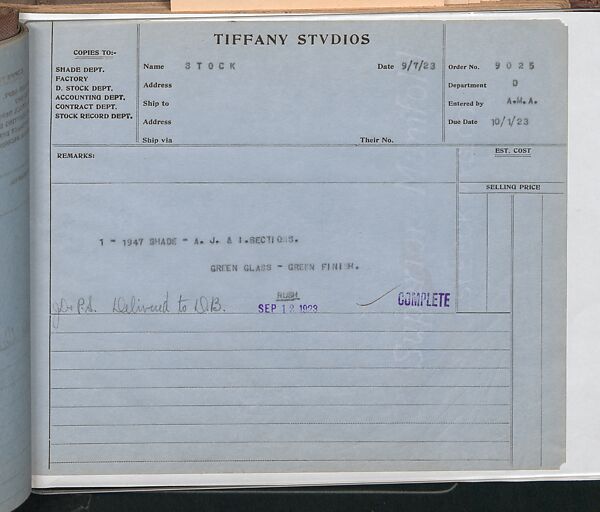 TIFFANY STVDIOS
COPIES TO:-
SHADE DEPT.
FACTORY
D. STOCK DEPT.
ACCOUNTING DEPT.
CONTRACT DEPT.
STOCK RECORD DEPT.
Name STOCK Date 9/7/23
Address
Ship to
Address
Ship via Their No.
Order No. 9025
Department D
Entered by A.M.A.
Due Date 10/1/23
REMARKS:
EST. COST
SELLING PRICE
1 - 1947 SHADE - A. J. & I. SECTIONS.
GREEN GLASS - GREEN FINISH.
RUSH
P.S. Delivered to D.B. SEP 12 1923 COMPLETE